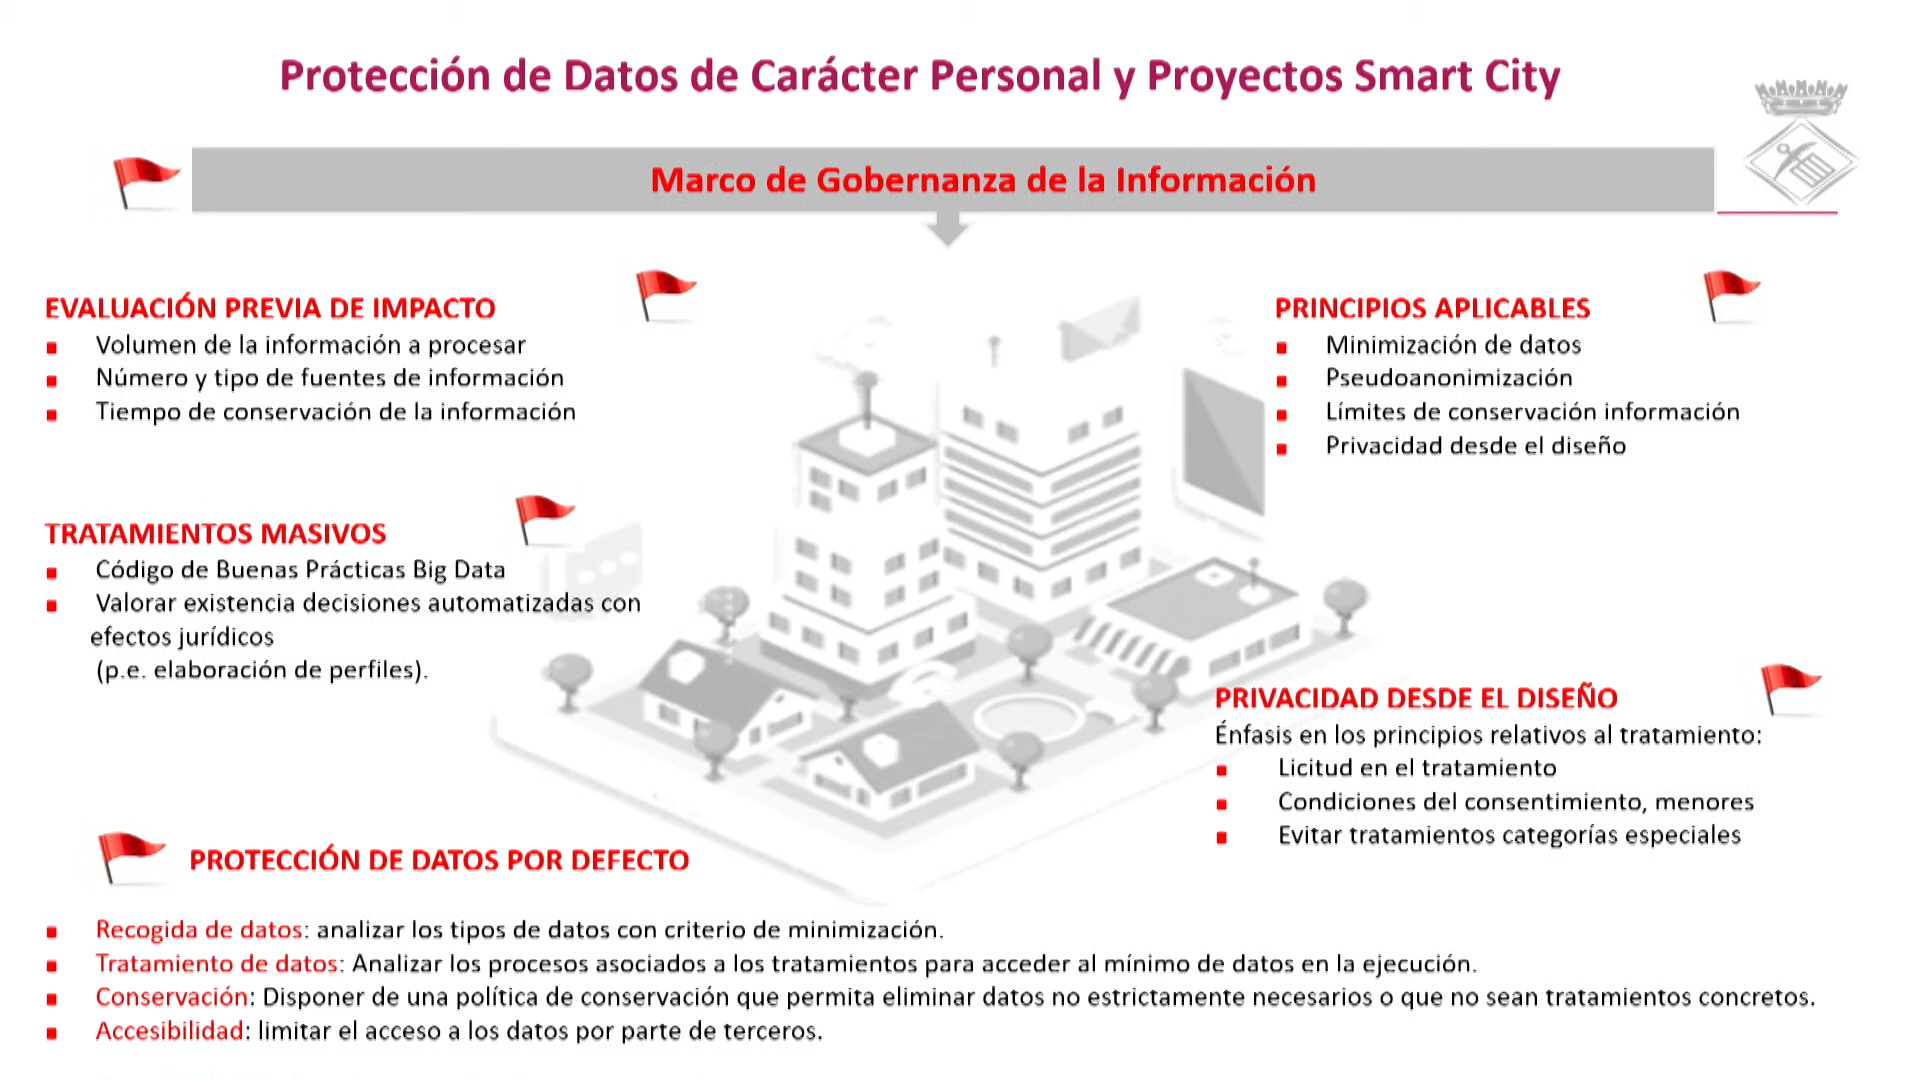 Protección de Datos de Carácter Personal y Proyectos Smart City
Marco de Gobernanza de la Información
EVALUACIÓN PREVIA DE IMPACTO
Volumen de la información a procesar
Número y tipo de fuentes de información
Tiempo de conservación de la información
TRATAMIENTOS MASIVOS
Código de Buenas Prácticas Big Data
Valorar existencia decisiones automatizadas con
efectos jurídicos
(p.e. elaboración de perfiles).
PRINCIPIOS APLICABLES
Minimización de datos
Pseudoanonimización
Límites de conservación información
Privacidad desde el diseño
PRIVACIDAD DESDE EL DISEÑO
Énfasis en los principios relativos al tratamiento:
Licitud en el tratamiento
Condiciones del consentimiento, menores
Evitar tratamientos categorías especiales
PROTECCIÓN DE DATOS POR DEFECTO
Recogida de datos: analizar los tipos de datos con criterio de minimización.
Tratamiento de datos: Analizar los procesos asociados a los tratamientos para acceder al mínimo de datos en la ejecución.
Conservación: Disponer de una política de conservación que permita eliminar datos no estrictamente necesarios o que no sean tratamientos concretos.
Accesibilidad: limitar el acceso a los datos por parte de terceros.